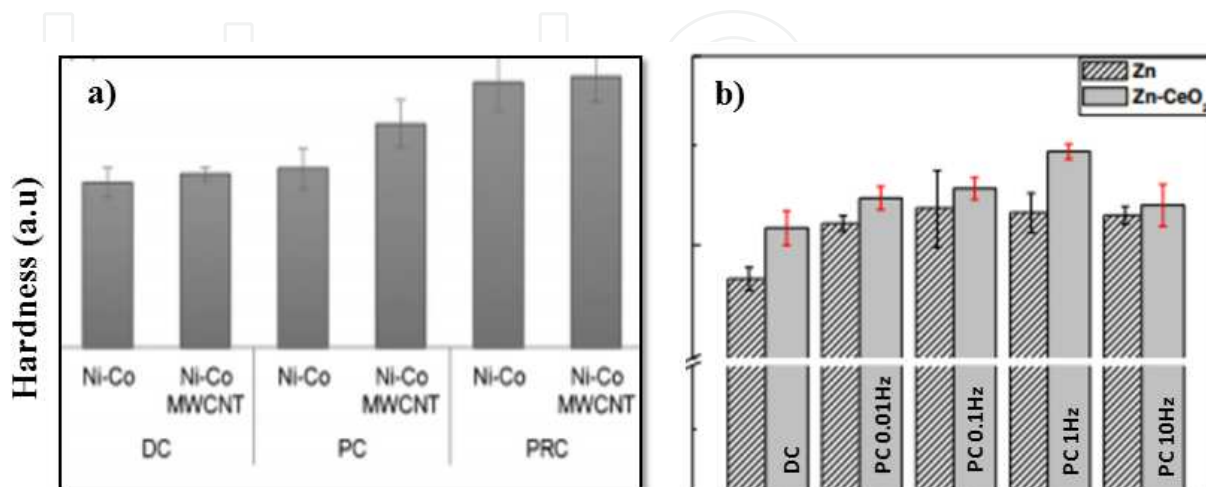 Hardness (a.u)
a)
Ni-Co Ni-Co Ni-Co Ni-Co Ni-Co Ni-Co
MWCNT MWCNT MWCNT
DC PC PRC
b)
Zn
Zn-CeO₂
DC
PC 0.01Hz
PC 0.1Hz
PC 1Hz
PC 10Hz